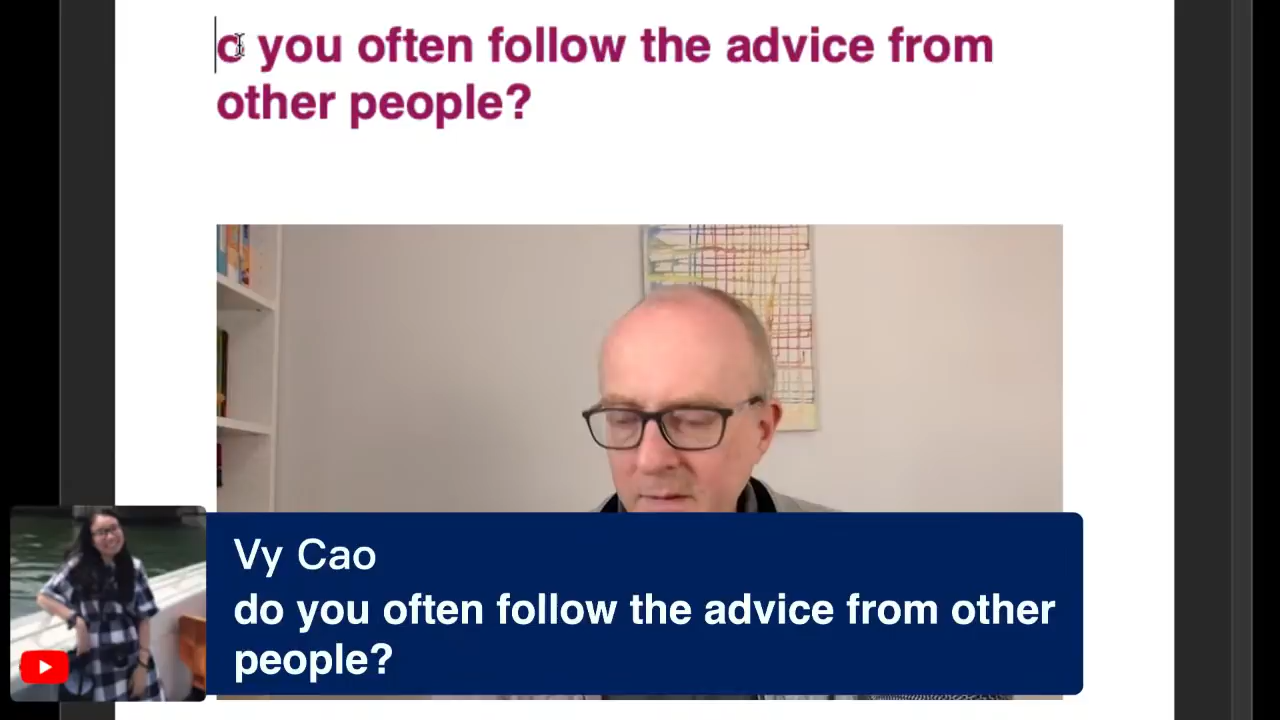 you often follow the advice from
other people?
Vy Cao
do you often follow the advice from other
people?